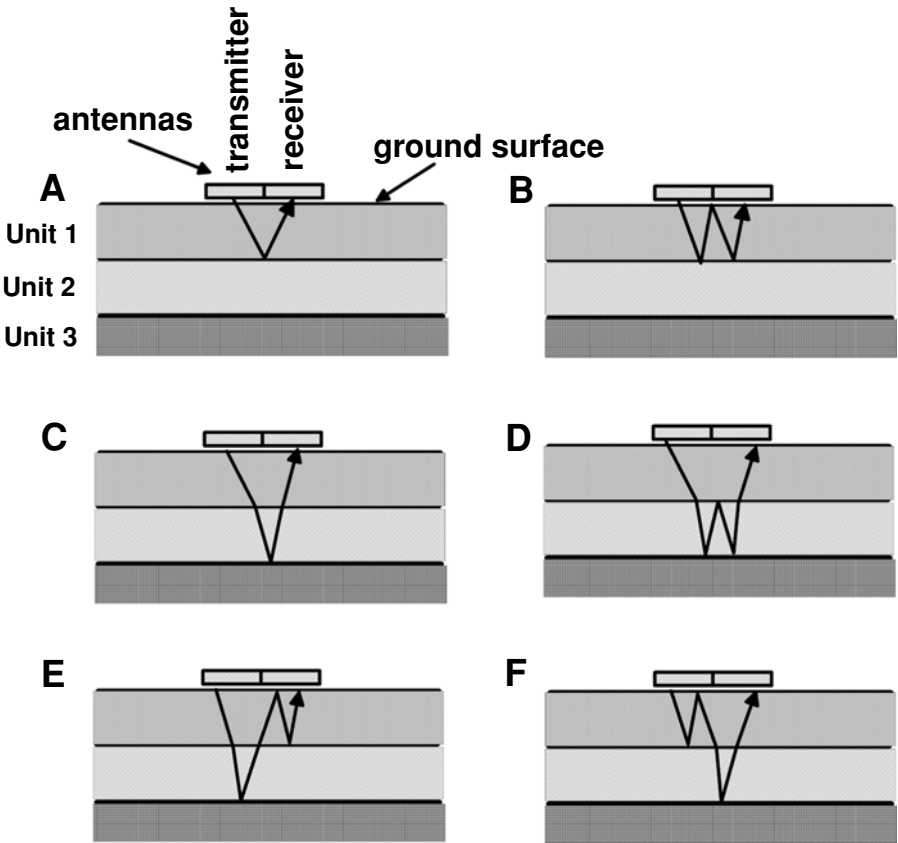 transmitter
receiver
antennas
ground surface
A
B
Unit 1
Unit 2
Unit 3
C
D
E
F